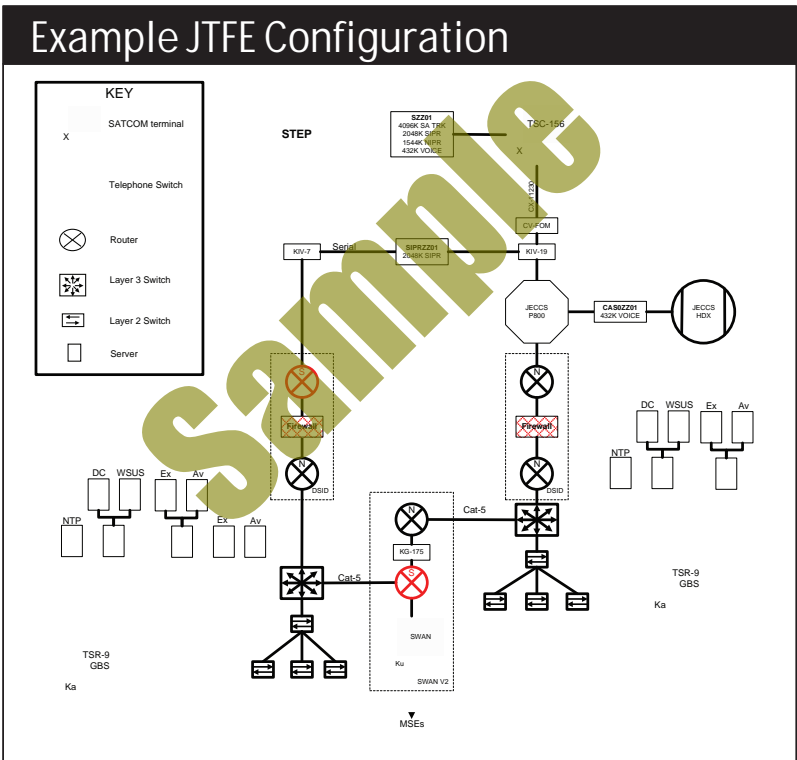 Example JTFE Configuration
KEY
SATCOM terminal
X
Telephone Switch
Router
Layer 3 Switch
Layer 2 Switch
Server
STEP
SZZ01
4096K SA TRK
2048K SIPR
1544K NIPR
432K VOICE
TSC-156
X
CX-11230
CV-FOM
KIV-7
Serial
SIPRZZ01
2048K SIPR
KIV-19
JECCS
P800
CAS0ZZ01
432K VOICE
JECCS
HDX
S
Firewall
N
DSID
N
Firewall
N
DSID
DC
WSUS
Ex
Av
NTP
DC
WSUS
Ex
Av
NTP
Ex
Av
N
Cat-5
KG-175
Cat-5
S
SWAN
Ku
SWAN V2
MSEs
TSR-9
GBS
Ka
TSR-9
GBS
Ka
Sample